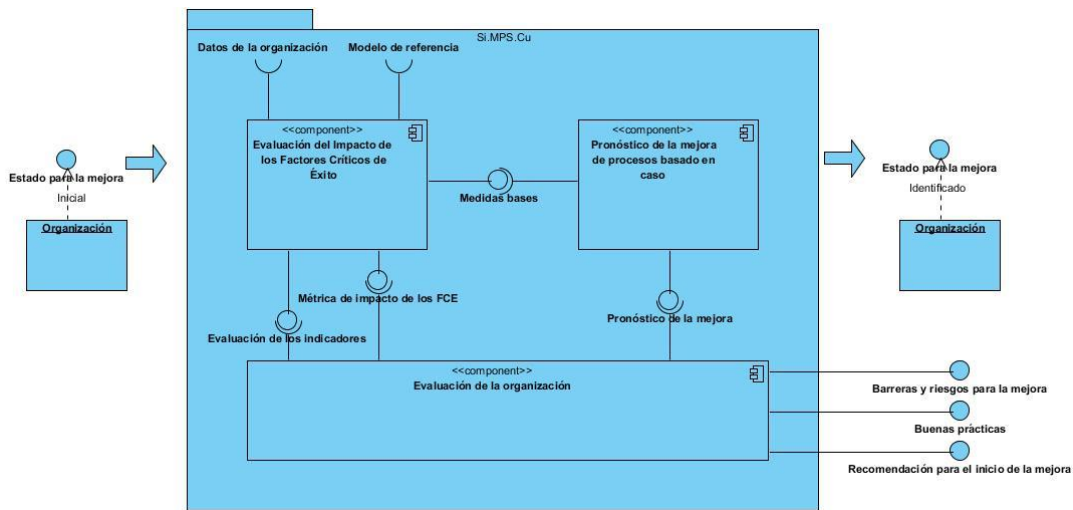 Si.MPS.Cu
Datos de la organización
Modelo de referencia
<<component>>
Evaluación del Impacto de
los Factores Críticos de
Éxito
<<component>>
Pronóstico de la mejora
de procesos basado en
caso
Estado para la mejora
Inicial
Organización
Medidas bases
Estado para la mejora
Identificado
Organización
Métrica de impacto de los FCE
Evaluación de los indicadores
Pronóstico de la mejora
<<component>>
Evaluación de la organización
Barreras y riesgos para la mejora
Buenas prácticas
Recomendación para el inicio de la mejora